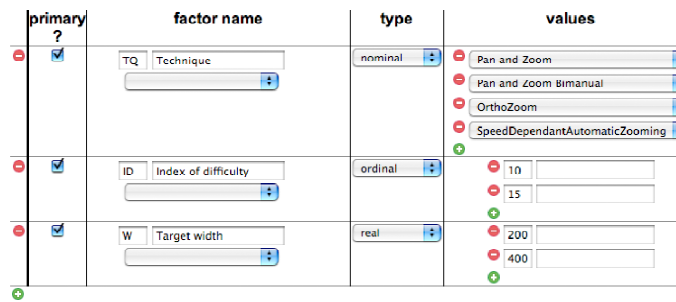 primary ? factor name type values
TQ Technique nominal Pan and Zoom
Pan and Zoom Bimanual
OrthoZoom
SpeedDependantAutomaticZooming
ID Index of difficulty ordinal 10
15
W Target width real 200
400